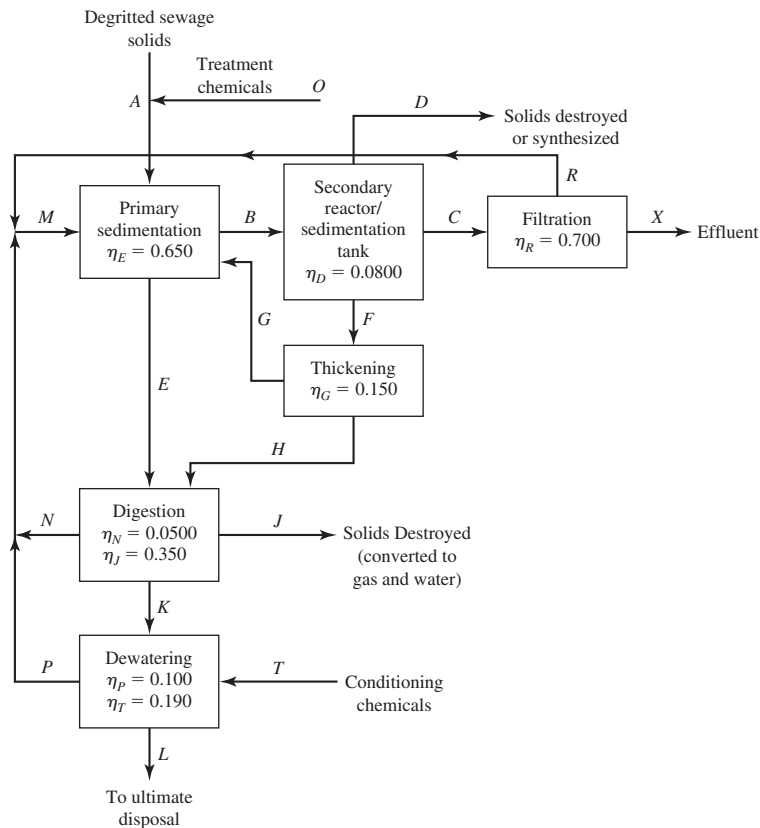 Degritted sewage
solids
Treatment
chemicals
O
A
D
Solids destroyed
or synthesized
R
M
Primary
sedimentation
η_E = 0.650
B
Secondary
reactor/
sedimentation
tank
η_D = 0.0800
C
Filtration
η_R = 0.700
X
Effluent
G
F
Thickening
η_G = 0.150
E
H
N
Digestion
η_N = 0.0500
η_J = 0.350
J
Solids Destroyed
(converted to
gas and water)
K
P
Dewatering
η_P = 0.100
η_T = 0.190
T
Conditioning
chemicals
L
To ultimate
disposal